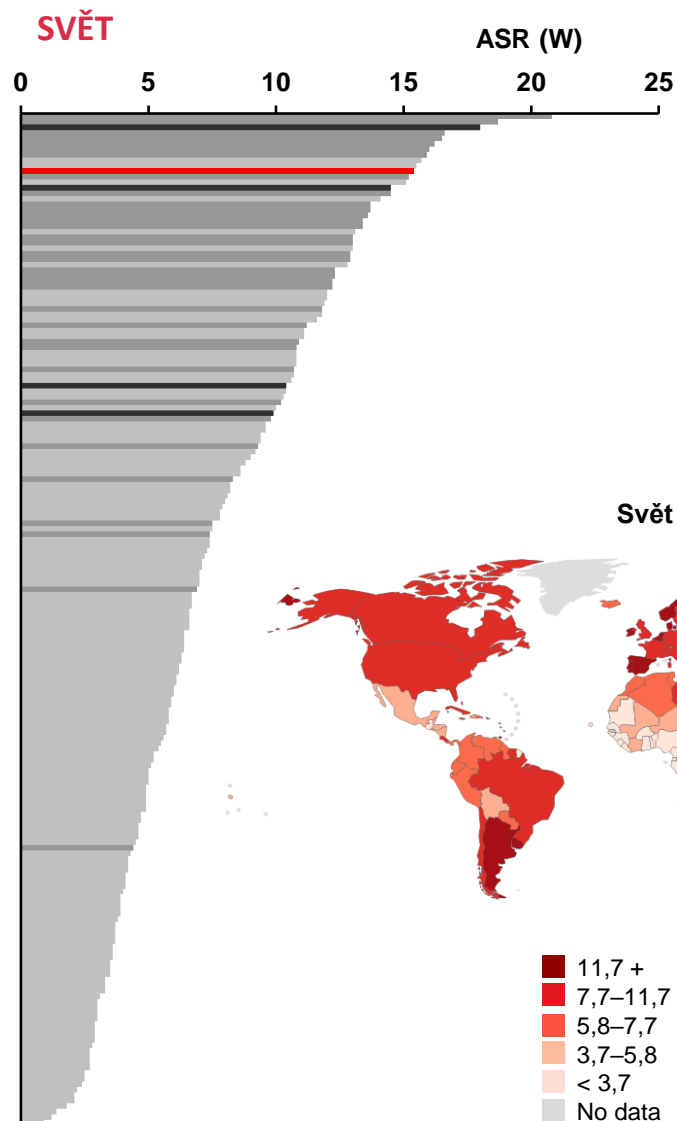 SVĚT
ASR (W)
0 5 10 15 20 25
Svět
11,7 +
7,7–11,7
5,8–7,7
3,7–5,8
< 3,7
No data